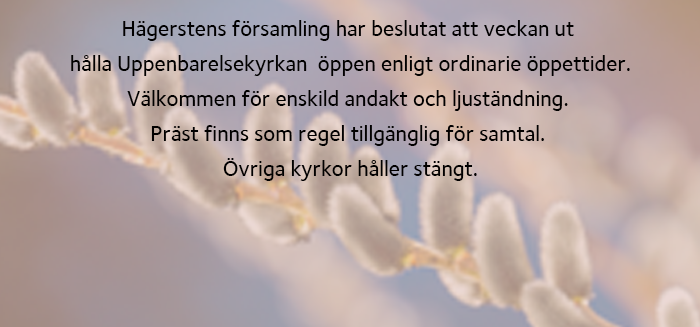 Hägerstens församling har beslutat att veckan ut
hålla Uppenbarelsekyrkan öppen enligt ordinarie öppettider.
Välkommen för enskild andakt och ljuständning.
Präst finns som regel tillgänglig för samtal.
Övriga kyrkor håller stängt.